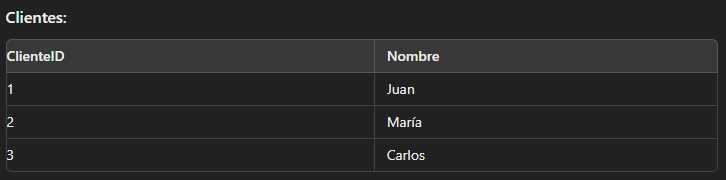 Clientes:
ClienteID Nombre
1 Juan
2 María
3 Carlos